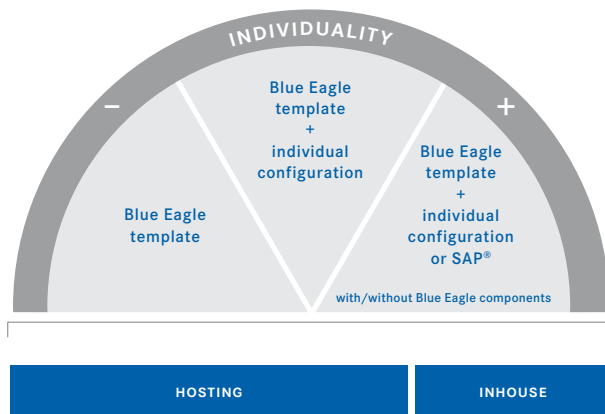 INDIVIDUALITY
−
+
Blue Eagle
template
Blue Eagle
template
+
individual
configuration
Blue Eagle
template
+
individual
configuration
or SAP®
with/without Blue Eagle components
HOSTING
INHOUSE